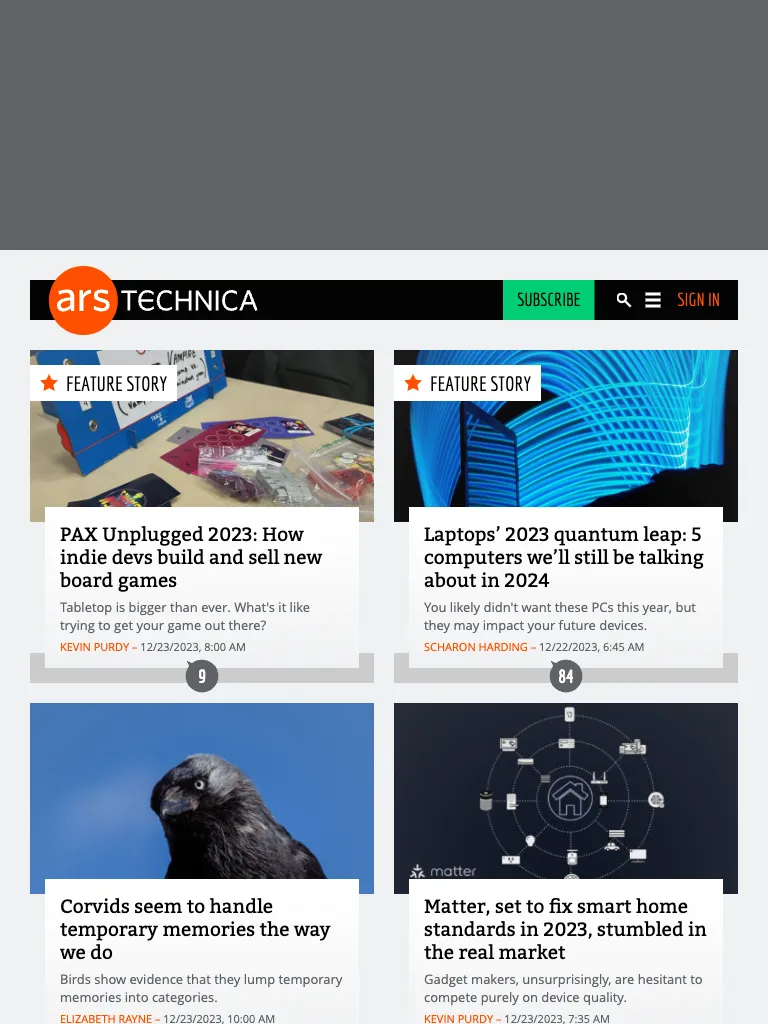 ars TECHNICA
SUBSCRIBE
SIGN IN
FEATURE STORY
PAX Unplugged 2023: How
indie devs build and sell new
board games
Tabletop is bigger than ever. What's it like
trying to get your game out there?
KEVIN PURDY – 12/23/2023, 8:00 AM
9
FEATURE STORY
Laptops’ 2023 quantum leap: 5
computers we’ll still be talking
about in 2024
You likely didn't want these PCs this year, but
they may impact your future devices.
SCHARON HARDING – 12/22/2023, 6:45 AM
84
Corvids seem to handle
temporary memories the way
we do
Birds show evidence that they lump temporary
memories into categories.
ELIZABETH RAYNE – 12/23/2023, 10:00 AM
matter
Matter, set to fix smart home
standards in 2023, stumbled in
the real market
Gadget makers, unsurprisingly, are hesitant to
compete purely on device quality.
KEVIN PURDY – 12/23/2023, 7:35 AM